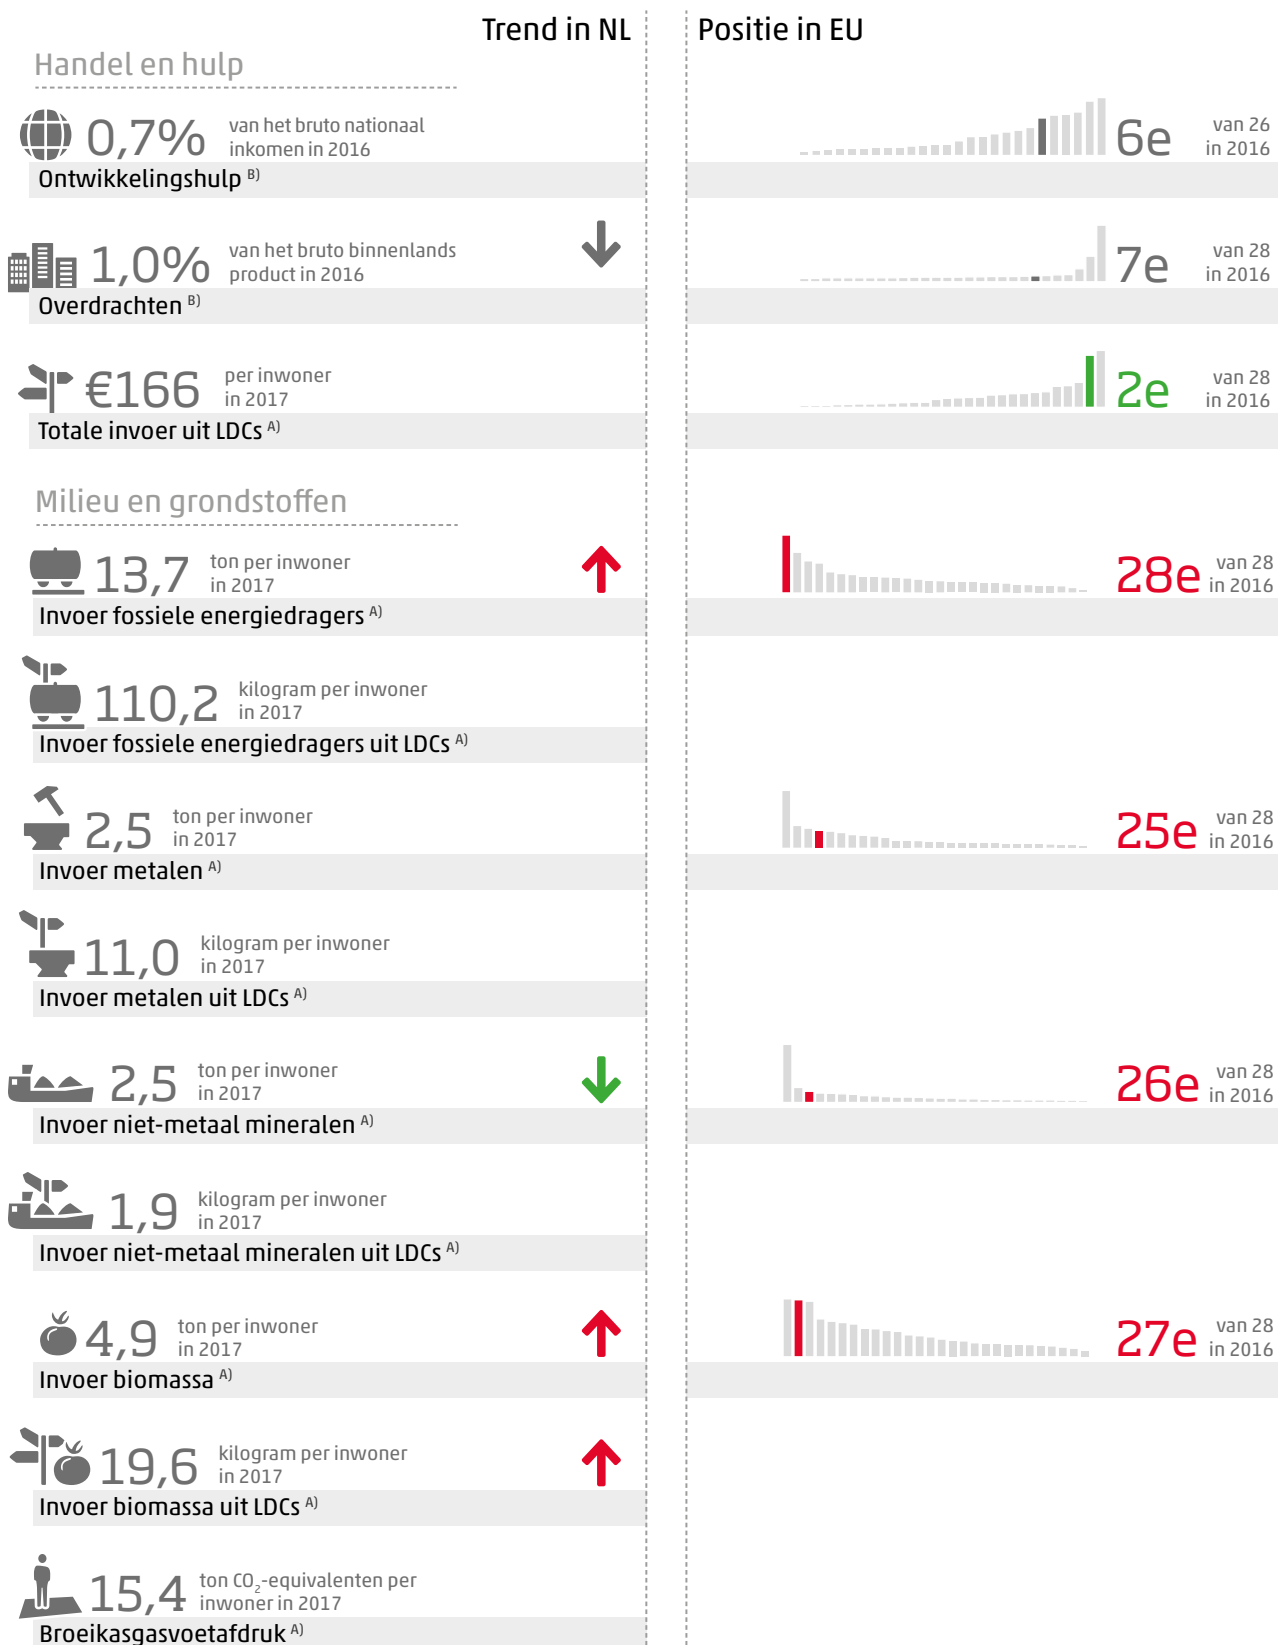 Trend in NL
Positie in EU
Handel en hulp
0,7% van het bruto nationaal
inkomen in 2016
6e van 26
in 2016
Ontwikkelingshulp B)
1,0% van het bruto binnenlands
product in 2016
7e van 28
in 2016
Overdrachten B)
€166 per inwoner
in 2017
2e van 28
in 2016
Totale invoer uit LDCs A)
Milieu en grondstoffen
13,7 ton per inwoner
in 2017
28e van 28
in 2016
Invoer fossiele energiedragers A)
110,2 kilogram per inwoner
in 2017
Invoer fossiele energiedragers uit LDCs A)
2,5 ton per inwoner
in 2017
25e van 28
in 2016
Invoer metalen A)
11,0 kilogram per inwoner
in 2017
Invoer metalen uit LDCs A)
2,5 ton per inwoner
in 2017
26e van 28
in 2016
Invoer niet-metaal mineralen A)
1,9 kilogram per inwoner
in 2017
Invoer niet-metaal mineralen uit LDCs A)
4,9 ton per inwoner
in 2017
27e van 28
in 2016
Invoer biomassa A)
19,6 kilogram per inwoner
in 2017
Invoer biomassa uit LDCs A)
15,4 ton CO2-equivalenten per
inwoner in 2017
Broeikasgasvoetafdruk A)